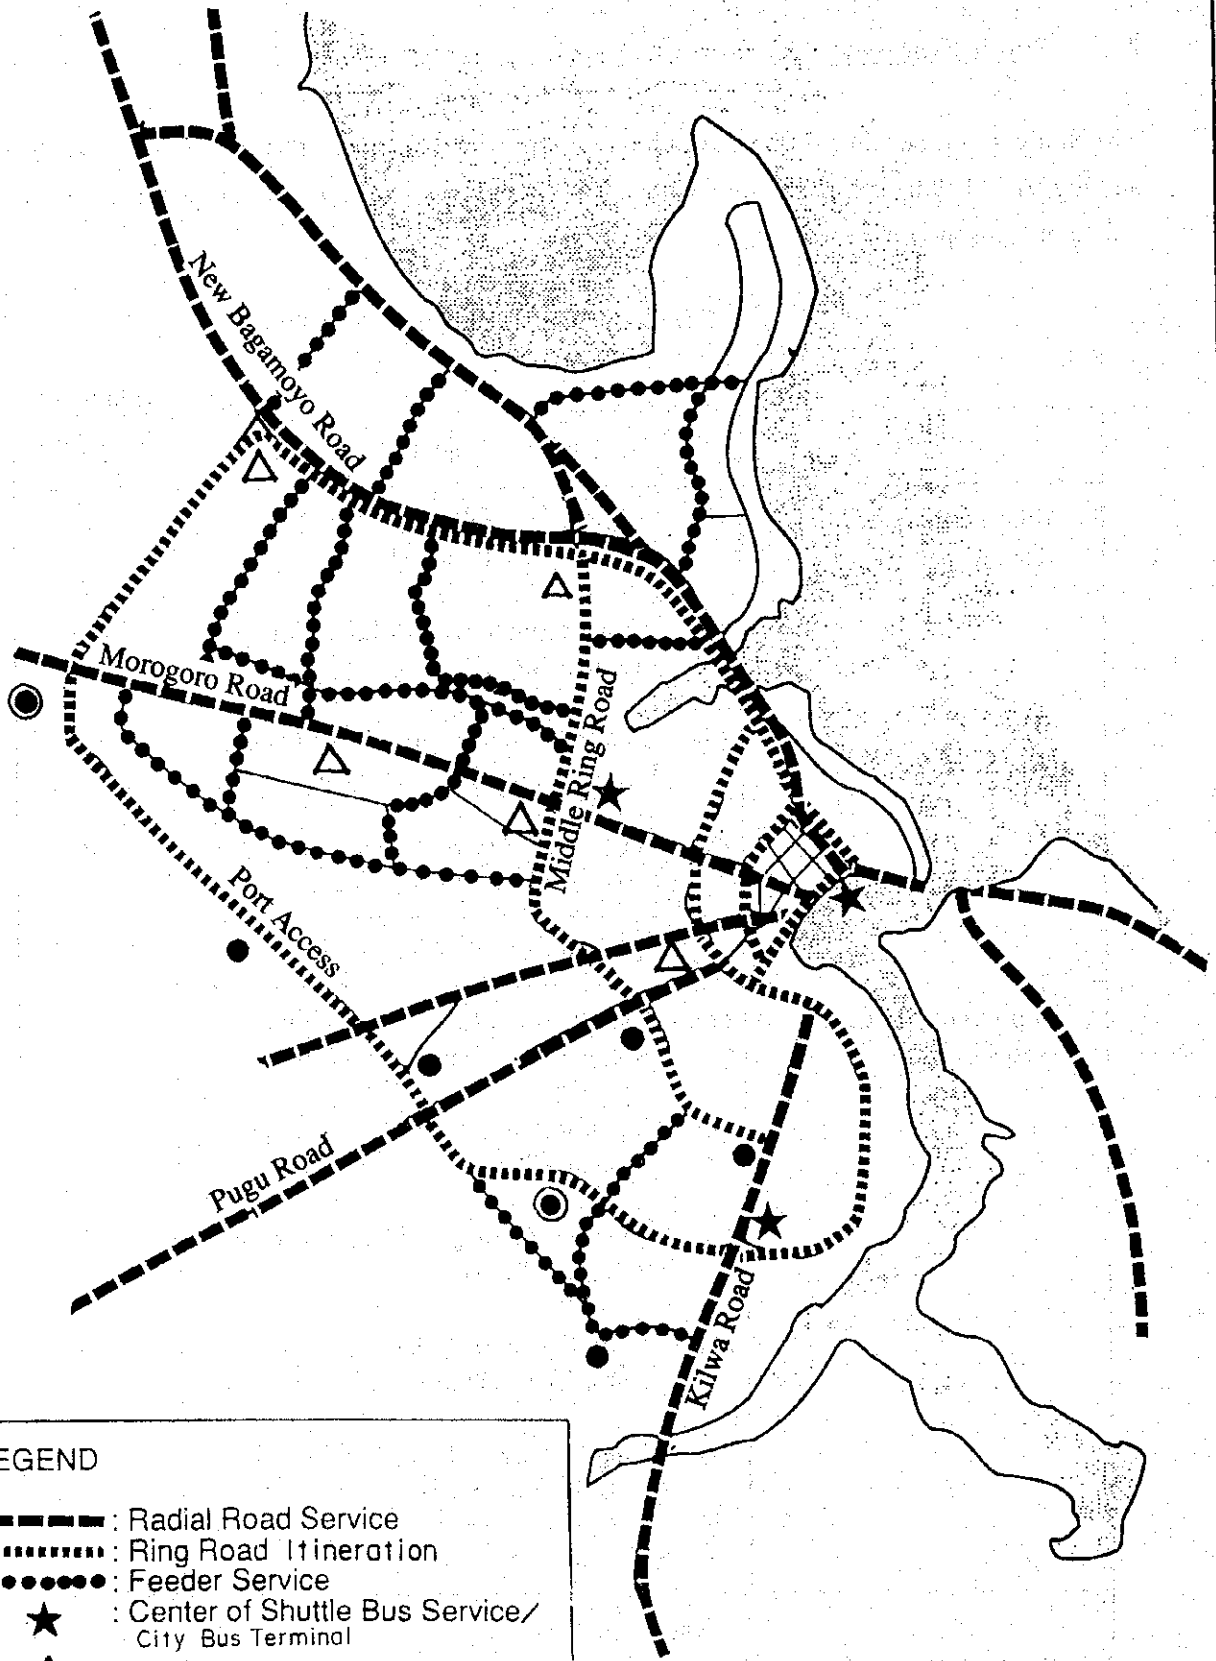 New Bagamoyo Road
Morogoro Road
Middle Ring Road
Port Access
Pugu Road
Kilwa Road
EGEND
: Radial Road Service
: Ring Road Itineration
: Feeder Service
: Center of Shuttle Bus Service/
City Bus Terminal